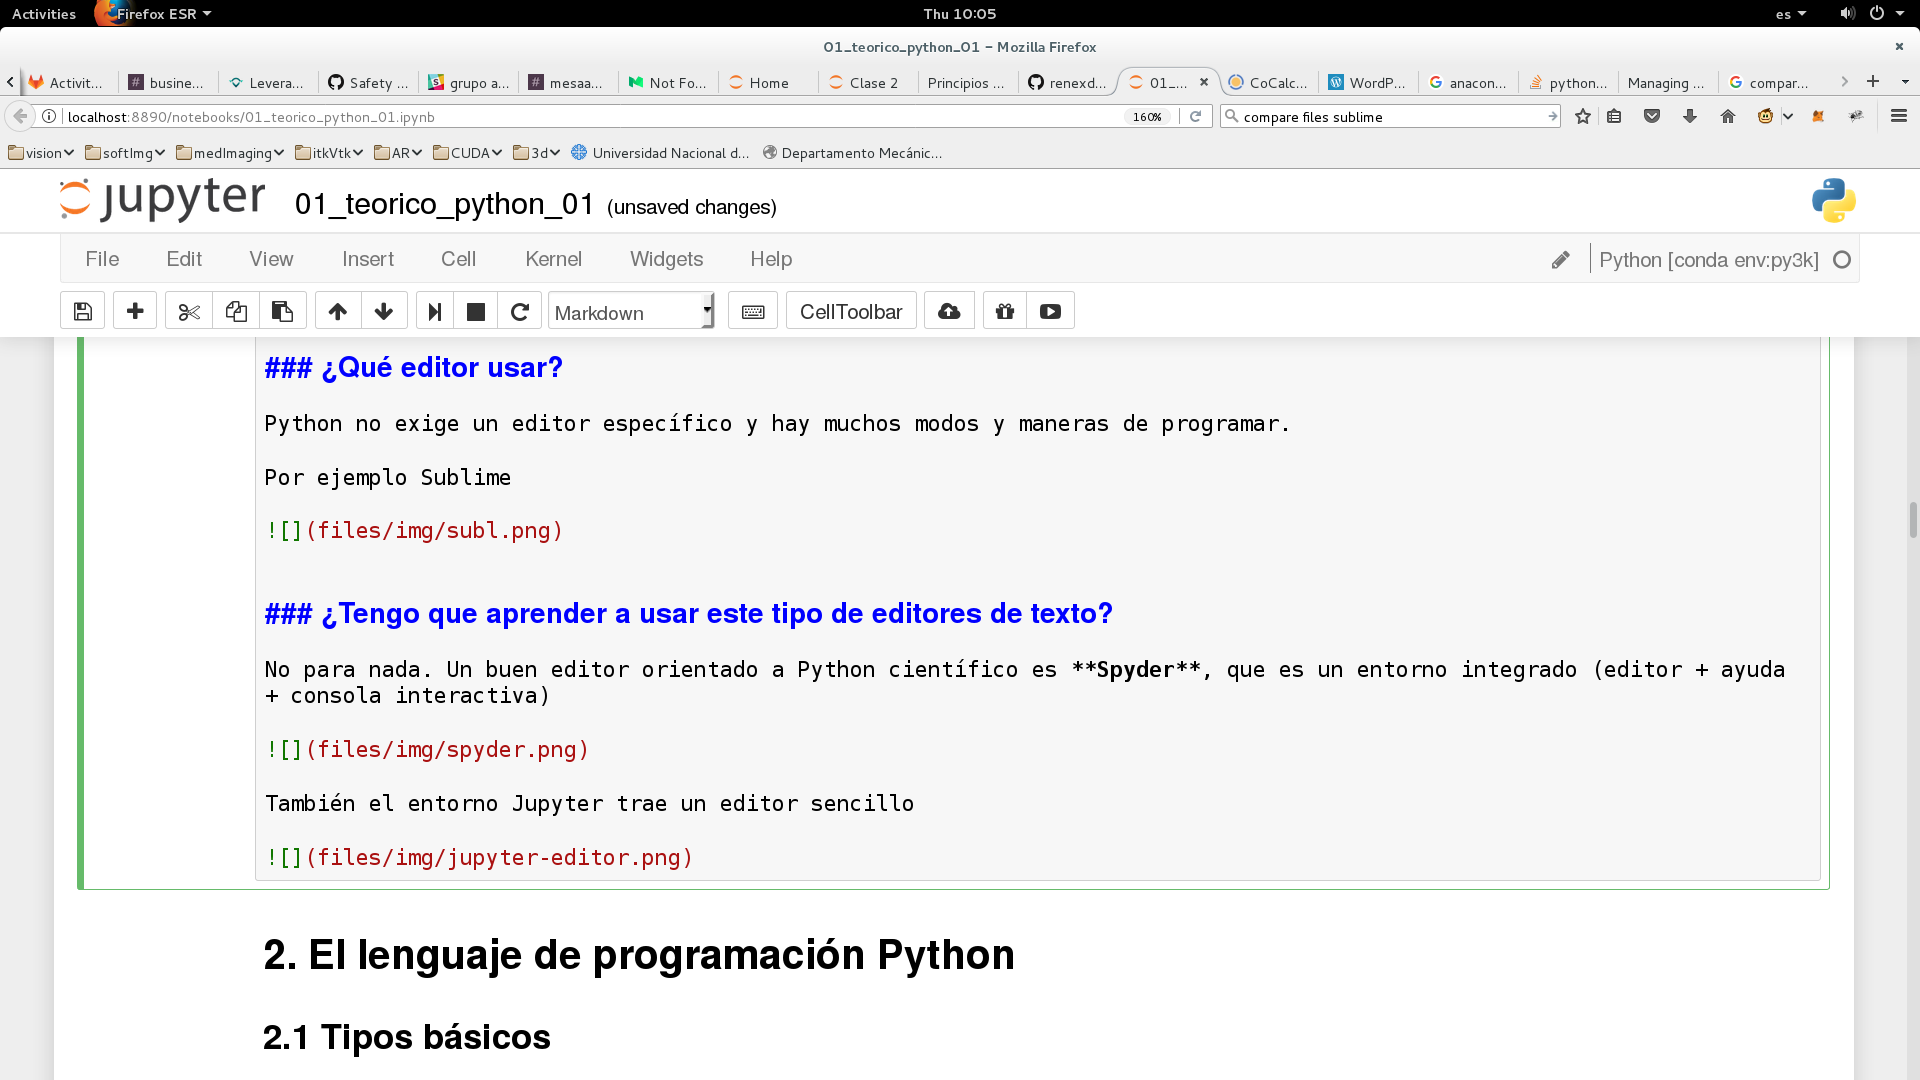 Activities Firefox ESR Thu 10:05 es
01_teorico_python_01 – Mozilla Firefox
Activit... busine... Levera... Safety ... grupo a... mesaa... Not Fo... Home Clase 2 Principios ... renexd... 01_... CoCalc... WordP... anacon... python... Managing ... compar...
localhost:8890/notebooks/01_teorico_python_01.ipynb 160% compare files sublime
vision softImg medImaging itkVtk AR CUDA 3d Universidad Nacional d... Departamento Mecánic...
jupyter 01_teorico_python_01 (unsaved changes)
File Edit View Insert Cell Kernel Widgets Help Python [conda env:py3k]
Markdown CellToolbar
### ¿Qué editor usar?
Python no exige un editor específico y hay muchos modos y maneras de programar.
Por ejemplo Sublime
![](files/img/subl.png)
### ¿Tengo que aprender a usar este tipo de editores de texto?
No para nada. Un buen editor orientado a Python científico es **Spyder**, que es un entorno integrado (editor + ayuda
+ consola interactiva)
![](files/img/spyder.png)
También el entorno Jupyter trae un editor sencillo
![](files/img/jupyter-editor.png)
2. El lenguaje de programación Python
2.1 Tipos básicos